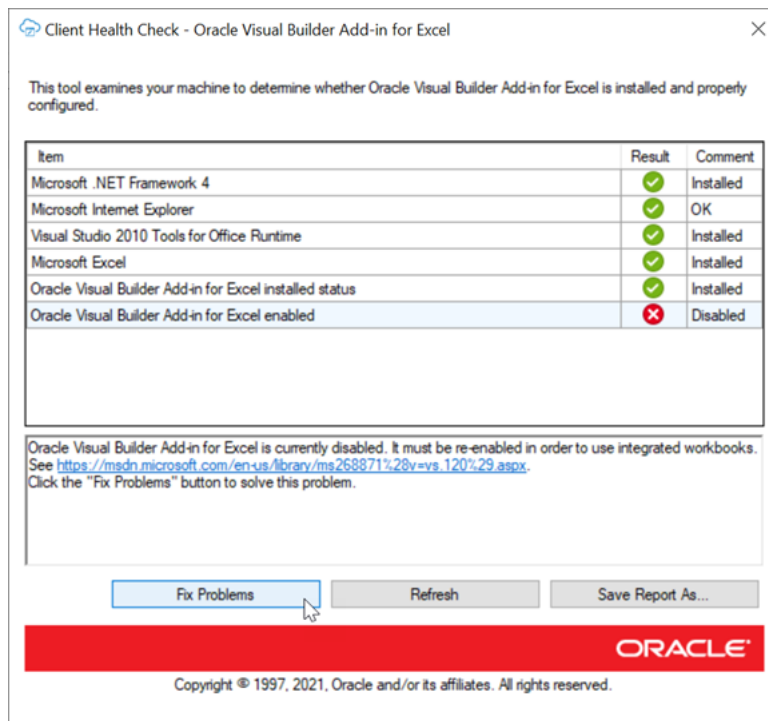 Client Health Check - Oracle Visual Builder Add-in for Excel
This tool examines your machine to determine whether Oracle Visual Builder Add-in for Excel is installed and properly
configured.
Item Result Comment
Microsoft .NET Framework 4 Installed
Microsoft Internet Explorer OK
Visual Studio 2010 Tools for Office Runtime Installed
Microsoft Excel Installed
Oracle Visual Builder Add-in for Excel installed status Installed
Oracle Visual Builder Add-in for Excel enabled Disabled
Oracle Visual Builder Add-in for Excel is currently disabled. It must be re-enabled in order to use integrated workbooks.
See https://msdn.microsoft.com/en-us/library/ms268871%28v=vs.120%29.aspx.
Click the "Fix Problems" button to solve this problem.
Fix Problems Refresh Save Report As...
ORACLE
Copyright © 1997, 2021, Oracle and/or its affiliates. All rights reserved.